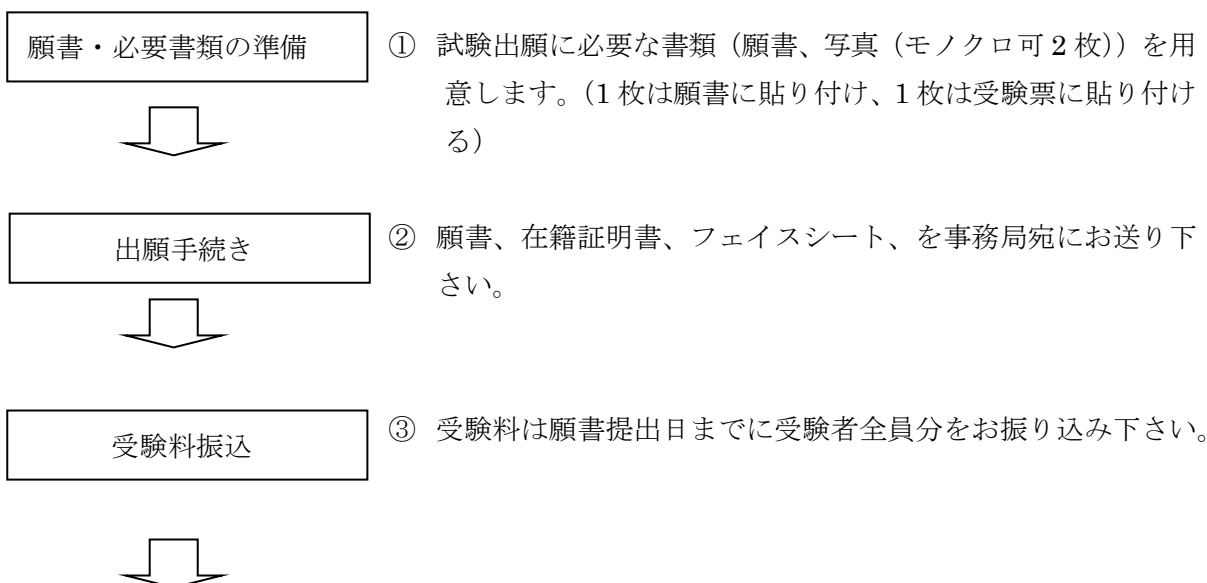 願書・必要書類の準備
① 試験出願に必要な書類（願書、写真（モノクロ可 2 枚））を用
意します。（1 枚は願書に貼り付け、1 枚は受験票に貼り付け
る）
出願手続き
② 願書、在籍証明書、フェイスシート、を事務局宛にお送り下
さい。
受験料振込
③ 受験料は願書提出日までに受験者全員分をお振り込み下さい。